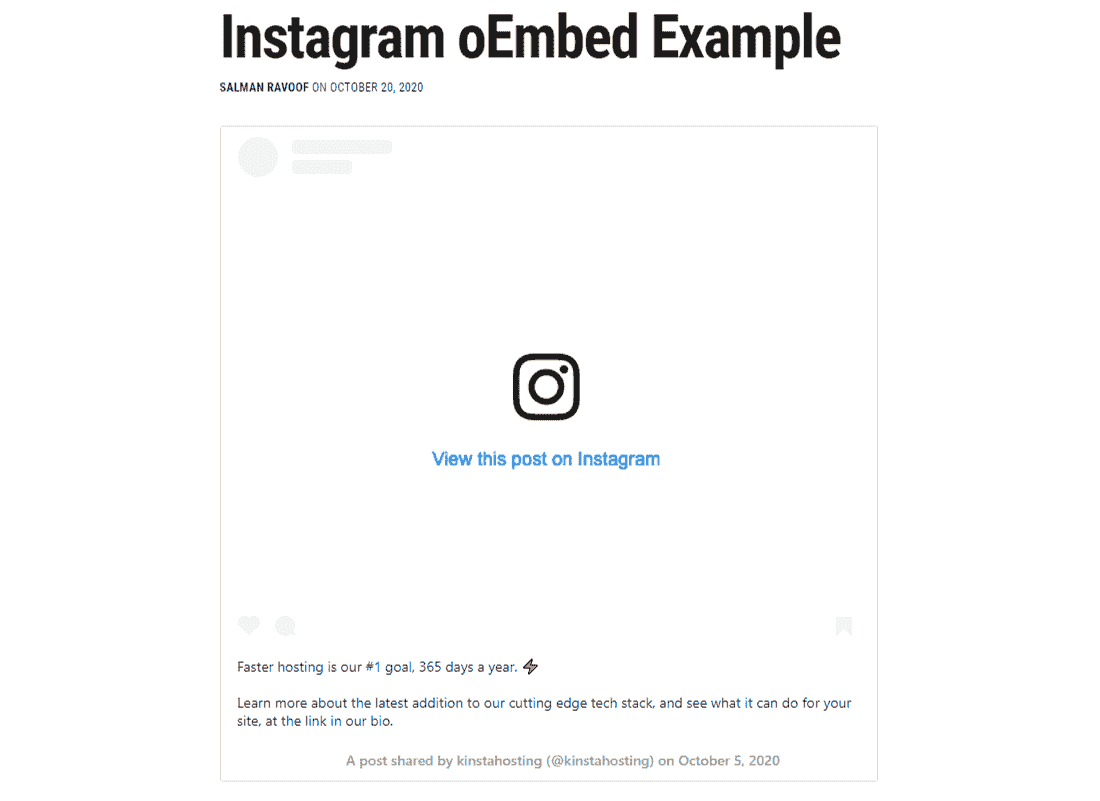 Instagram oEmbed Example
SALMAN RAVOOF ON OCTOBER 20, 2020
View this post on Instagram
Faster hosting is our #1 goal, 365 days a year. ⚡
Learn more about the latest addition to our cutting edge tech stack, and see what it can do for your
site, at the link in our bio.
A post shared by kinstahosting (@kinstahosting) on October 5, 2020